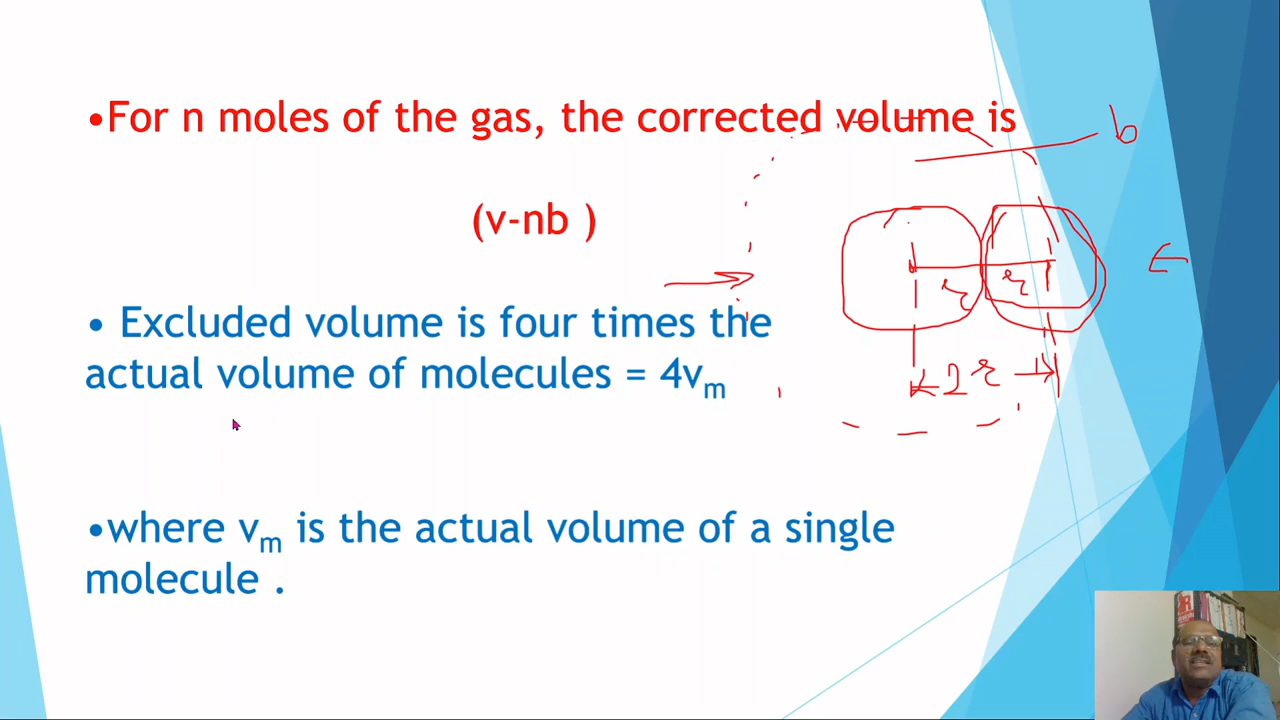 •For n moles of the gas, the corrected volume is
b
(v-nb )
r r
• Excluded volume is four times the
actual volume of molecules = 4vm
2r
•where vm is the actual volume of a single
molecule .